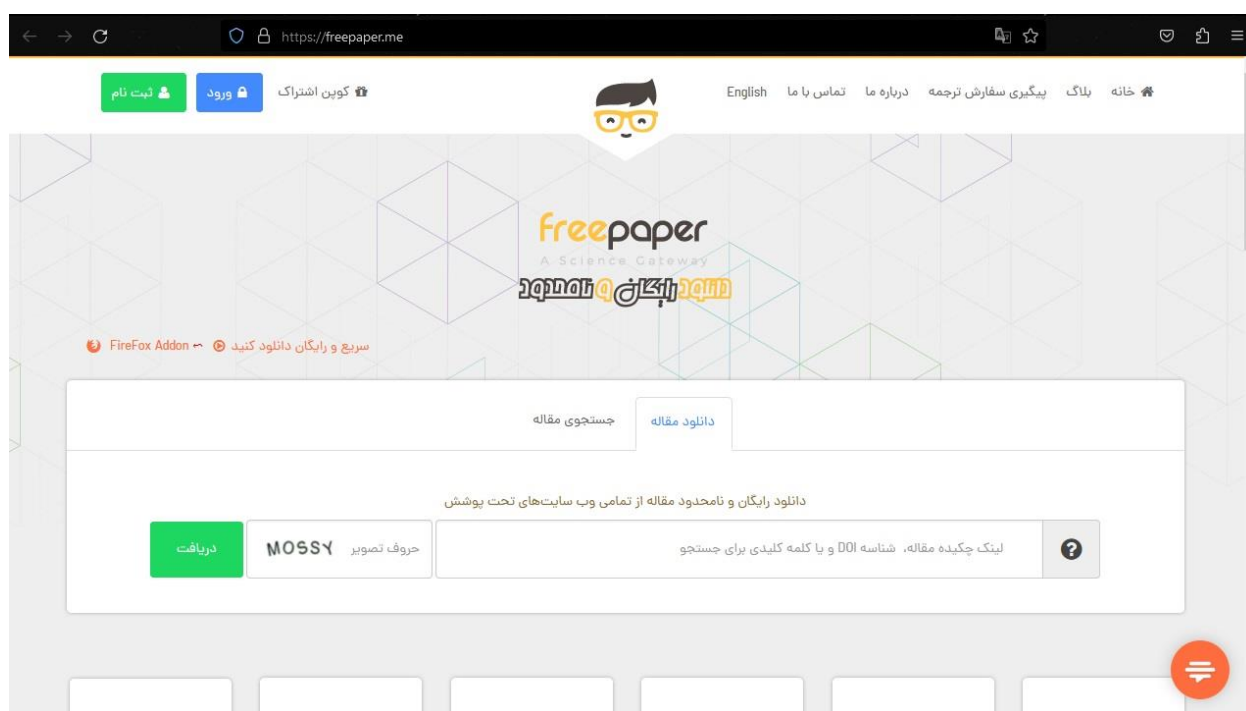 https://freepaper.me
خانه بلاگ پیگیری سفارش ترجمه درباره ما تماس با ما English
کوپن اشتراک ورود ثبت نام
freepaper
A Science Gateway
دانلود رایگان و نامحدود
سریع و رایگان دانلود کنید FireFox Addon
دانلود مقاله جستجوی مقاله
دانلود رایگان و نامحدود مقاله از تمامی وب سایت‌های تحت پوشش
لینک چکیده مقاله، شناسه DOI و یا کلمه کلیدی برای جستجو حروف تصویر MOSSY دریافت